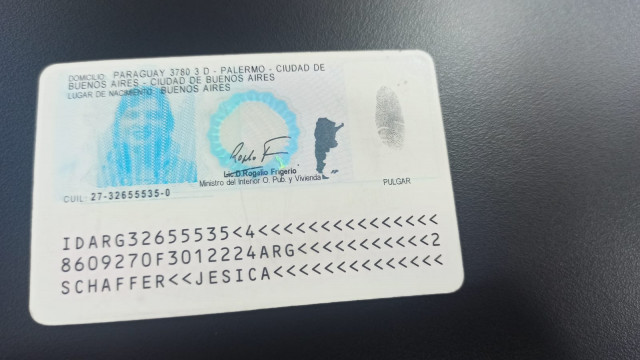 DOMICILIO: PARAGUAY 3780 3 D - PALERMO - CIUDAD DE
BUENOS AIRES - CIUDAD DE BUENOS AIRES
LUGAR DE NACIMIENTO: BUENOS AIRES
Lic. D. Rogelio Frigerio
Ministro del Interior O. Pub. y Vivienda
PULGAR
CUIL: 27-32655535-0
IDARG32655535<4<<<<<<<<<<<<<<<
8609270F3012224ARG<<<<<<<<<<<2
SCHAFFER<<JESICA<<<<<<<<<<<<<<